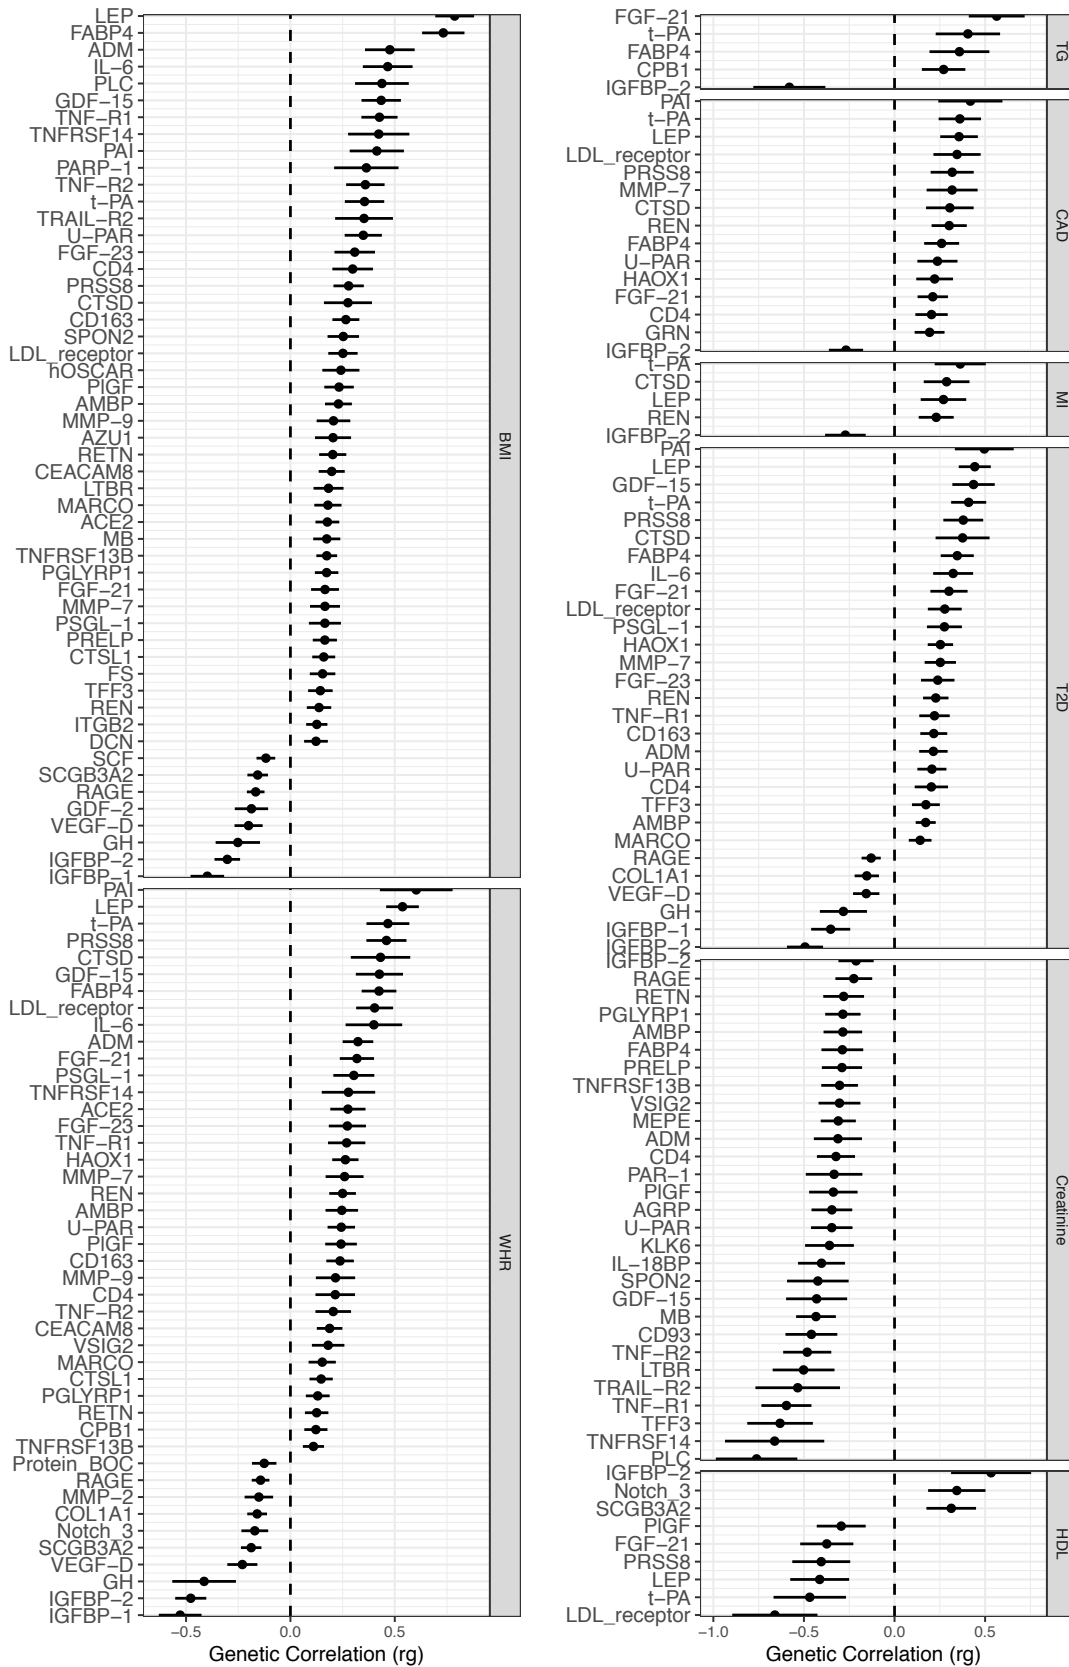 LEP
FABP4
ADM
IL−6
PLC
GDF−15
TNF−R1
TNFRSF14
PAI
PARP−1
TNF−R2
t−PA
TRAIL−R2
U−PAR
FGF−23
CD4
PRSS8
CTSD
CD163
SPON2
LDL_receptor
hOSCAR
PIGF
AMBP
MMP−9
AZU1
RETN
CEACAM8
LTBR
MARCO
ACE2
MB
TNFRSF13B
PGLYRP1
FGF−21
MMP−7
PSGL−1
PRELP
CTSL1
FS
TFF3
REN
ITGB2
DCN
SCF
SCGB3A2
RAGE
GDF−2
VEGF−D
GH
IGFBP−2
IGFBP−1
BMI
PAI
LEP
t−PA
PRSS8
CTSD
GDF−15
FABP4
LDL_receptor
IL−6
ADM
FGF−21
PSGL−1
TNFRSF14
ACE2
FGF−23
TNF−R1
HAOX1
MMP−7
REN
AMBP
U−PAR
PIGF
CD163
MMP−9
CD4
TNF−R2
CEACAM8
VSIG2
MARCO
CTSL1
PGLYRP1
RETN
CPB1
TNFRSF13B
Protein_BOC
RAGE
MMP−2
COL1A1
Notch_3
SCGB3A2
VEGF−D
GH
IGFBP−2
IGFBP−1
WHR
−0.5 0.0 0.5
Genetic Correlation (rg)
FGF−21
t−PA
FABP4
CPB1
IGFBP−2
TG
PAI
t−PA
LEP
LDL_receptor
PRSS8
MMP−7
CTSD
REN
FABP4
U−PAR
HAOX1
FGF−21
CD4
GRN
IGFBP−2
CAD
t−PA
CTSD
LEP
REN
IGFBP−2
MI
PAI
LEP
GDF−15
t−PA
PRSS8
CTSD
FABP4
IL−6
FGF−21
LDL_receptor
PSGL−1
HAOX1
MMP−7
FGF−23
REN
TNF−R1
CD163
ADM
U−PAR
CD4
TFF3
AMBP
MARCO
RAGE
COL1A1
VEGF−D
GH
IGFBP−1
IGFBP−2
T2D
IGFBP−2
RAGE
RETN
PGLYRP1
AMBP
FABP4
PRELP
TNFRSF13B
VSIG2
MEPE
ADM
CD4
PAR−1
PIGF
AGRP
U−PAR
KLK6
IL−18BP
SPON2
GDF−15
MB
CD93
TNF−R2
LTBR
TRAIL−R2
TNF−R1
TFF3
TNFRSF14
PLC
Creatinine
IGFBP−2
Notch_3
SCGB3A2
PIGF
FGF−21
PRSS8
LEP
t−PA
LDL_receptor
HDL
−1.0 −0.5 0.0 0.5
Genetic Correlation (rg)